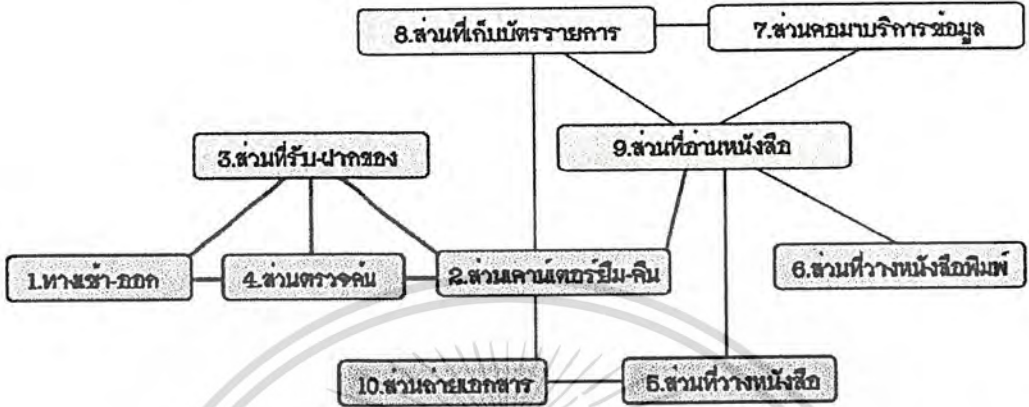 8.ส่วนที่เก็บบัตรรายการ
7.ส่วนคอมฯบริการข้อมูล
9.ส่วนที่อ่านหนังสือ
3.ส่วนที่รับ-ฝากของ
1.ทางเข้า-ออก
4.ส่วนตรวจค้น
2.ส่วนเคาน์เตอร์ยืม-คืน
6.ส่วนที่วางหนังสือพิมพ์
10.ส่วนถ่ายเอกสาร
5.ส่วนที่วางหนังสือ